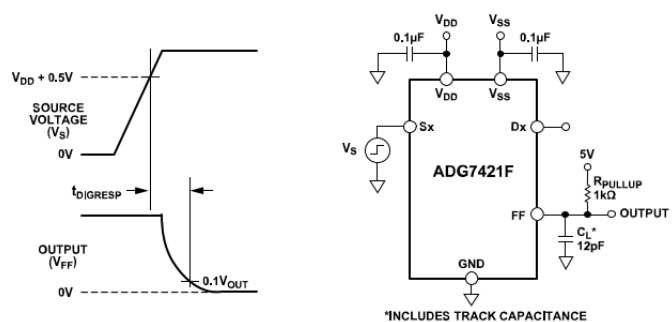 VDD + 0.5V
SOURCE
VOLTAGE
(VS)
0V
tDIGRESP
OUTPUT
(VFF)
0.1VOUT
0V
VDD
VSS
0.1µF
0.1µF
VDD
VSS
Sx
Dx
VS
ADG7421F
5V
RPULLUP
1kΩ
FF
OUTPUT
CL*
12pF
GND
*INCLUDES TRACK CAPACITANCE